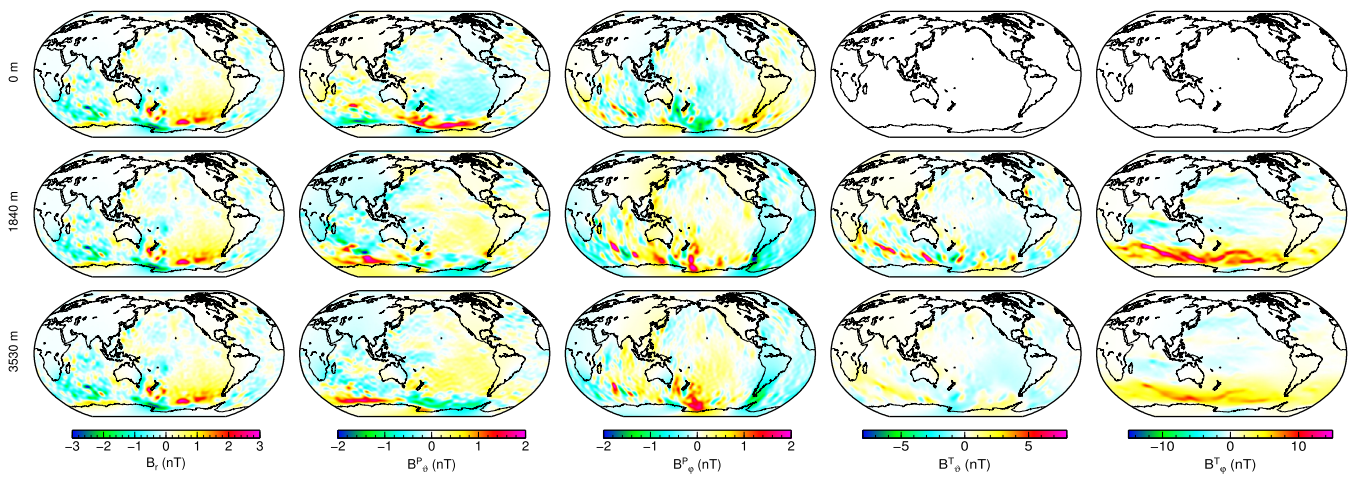 0 m
1840 m
3530 m
−3 −2 −1 0 1 2 3
B_r (nT)
−2 −1 0 1 2
B^P_ϑ (nT)
−2 −1 0 1 2
B^P_φ (nT)
−5 0 5
B^T_ϑ (nT)
−10 0 10
B^T_φ (nT)